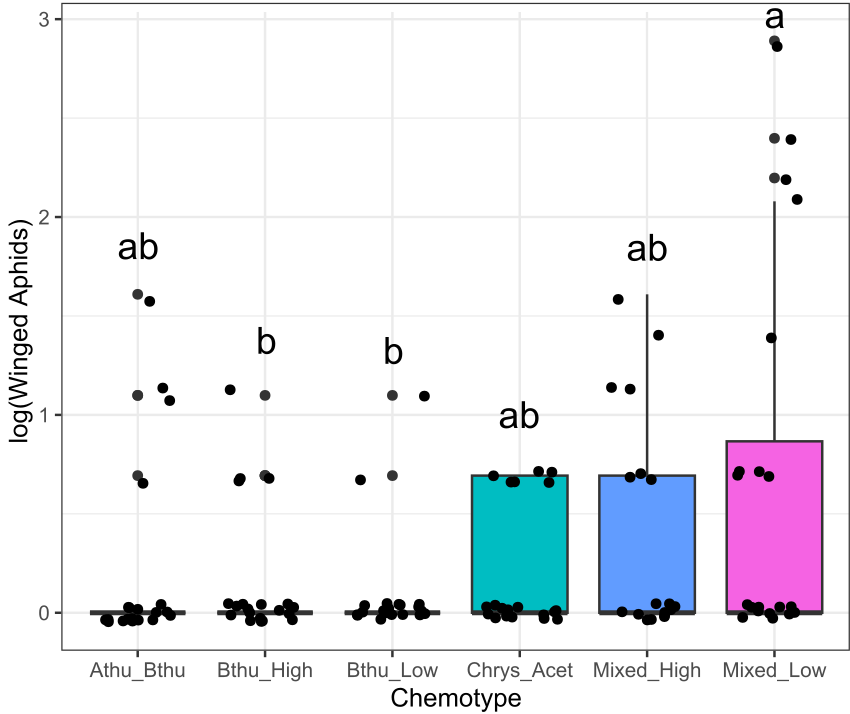 a
3
2
ab
ab
b
b
ab
1
0
log(Winged Aphids)
Athu_Bthu Bthu_High Bthu_Low Chrys_Acet Mixed_High Mixed_Low
Chemotype